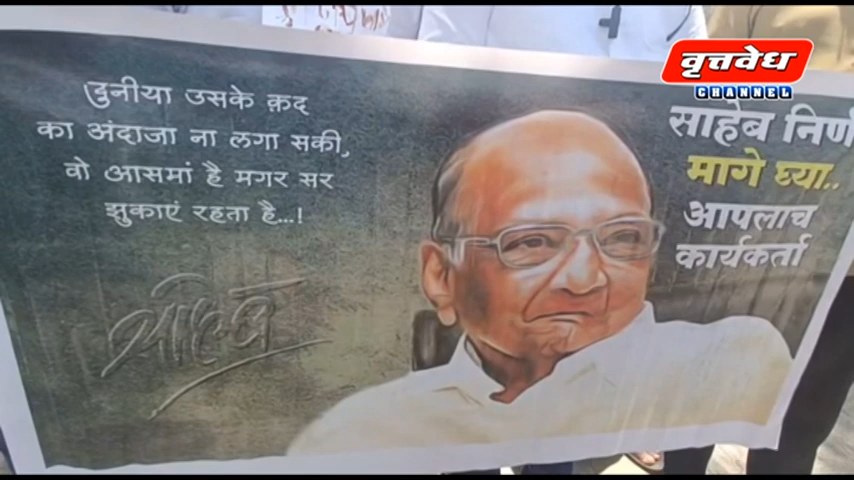 वृत्तवेध
CHANNEL
दुनीया उसके क़द
का अंदाजा ना लगा सकी,
वो आसमां है मगर सर
झुकाएं रहता है...!
साहेब
साहेब निर्ण
मागे घ्या..
आपलाच
कार्यकर्ता